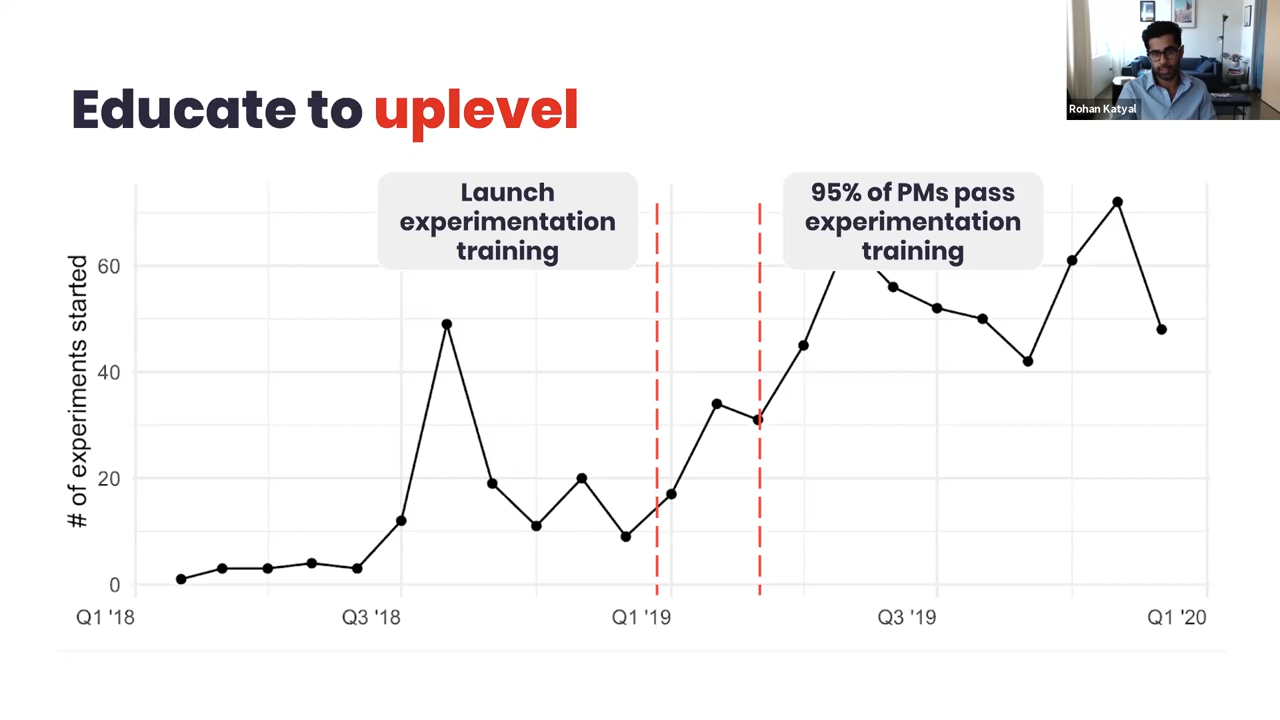 Rohan Katyal
Educate to uplevel
Launch
experimentation
training
95% of PMs pass
experimentation
training
# of experiments started
60
40
20
0
Q1 '18
Q3 '18
Q1 '19
Q3 '19
Q1 '20